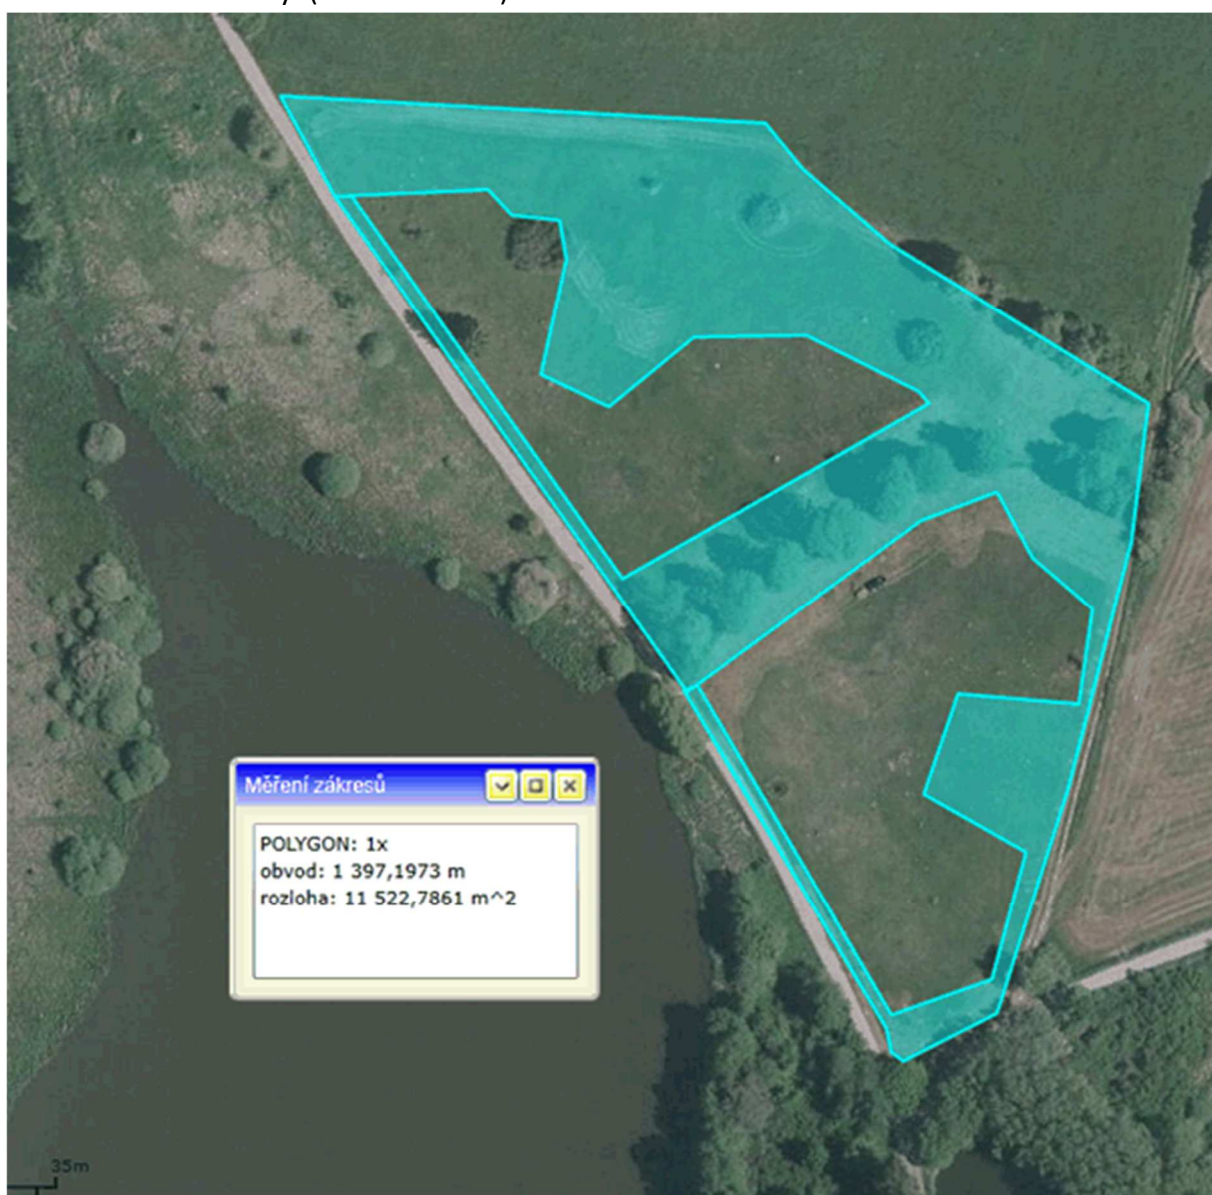 Měření zákresů
POLYGON: 1x
obvod: 1 397,1973 m
rozloha: 11 522,7861 m^2
35m